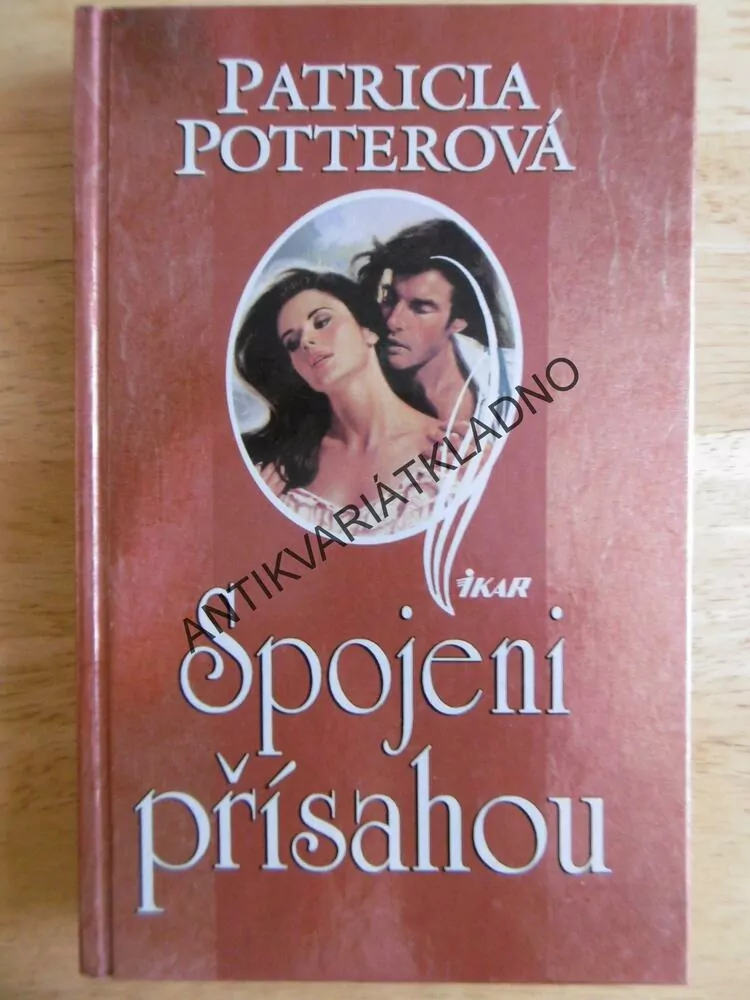 PATRICIA
POTTEROVÁ
ANTIKVARIÁTKLADNO
IKAR
Spojeni
přísahou